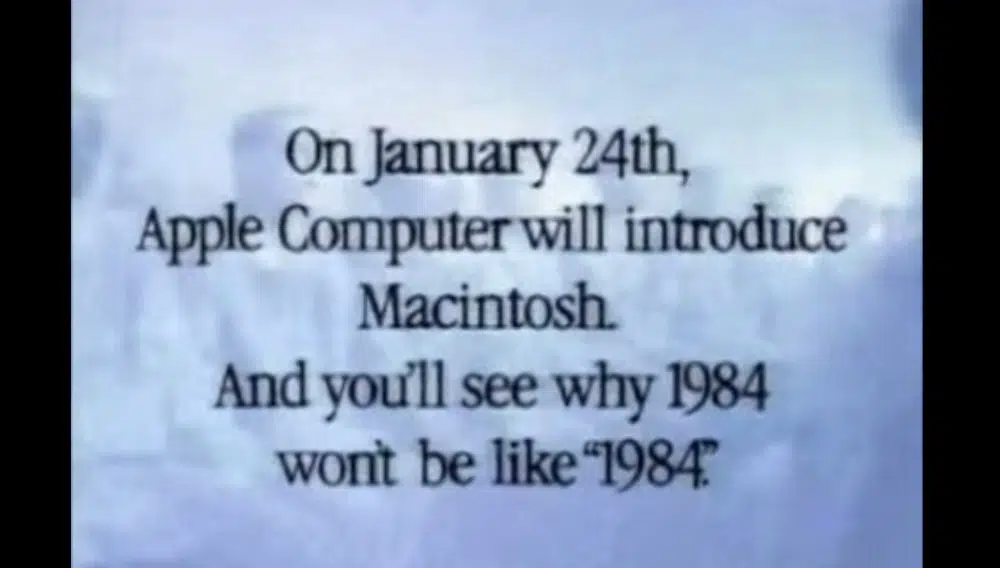 On January 24th,
Apple Computer will introduce
Macintosh.
And you'll see why 1984
won't be like “1984.”